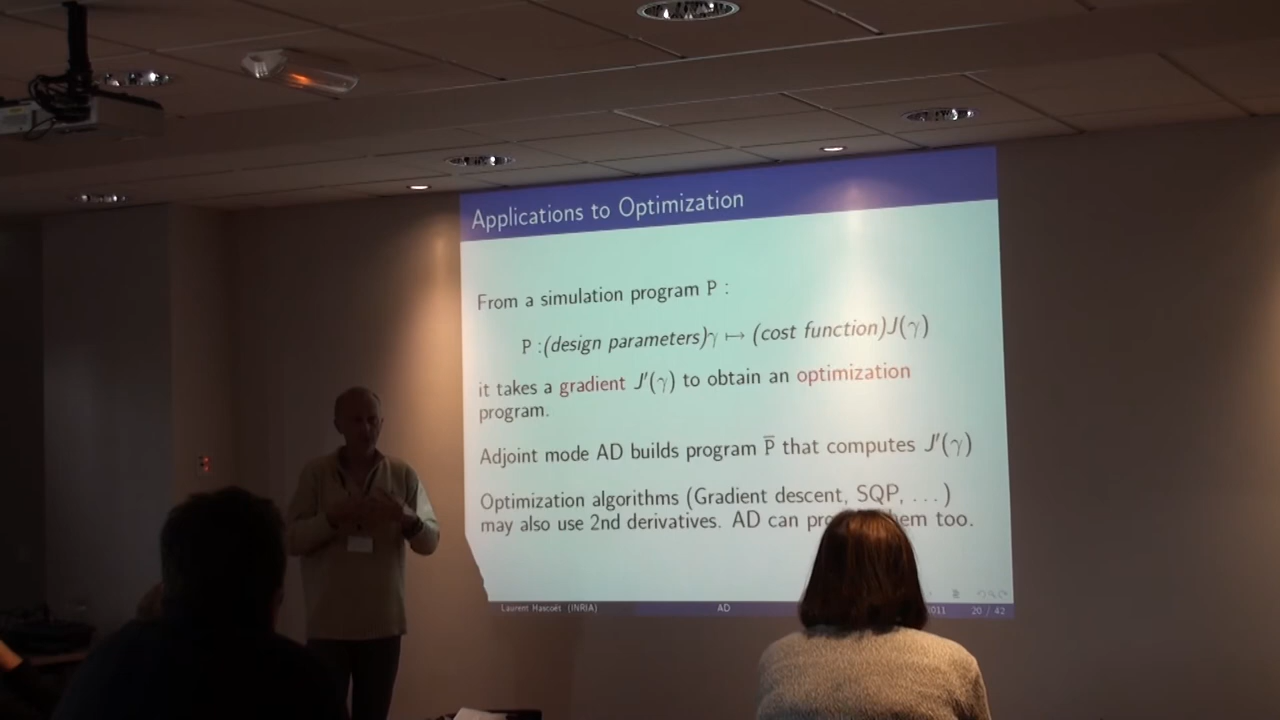 Applications to Optimization
From a simulation program P :
P :(design parameters)γ ↦ (cost function)J(γ)
it takes a gradient J′(γ) to obtain an optimization
program.
Adjoint mode AD builds program P̅ that computes J′(γ)
Optimization algorithms (Gradient descent, SQP, ...)
may also use 2nd derivatives. AD can too.
Laurent Hascoët (INRIA) AD 2011 20 / 42